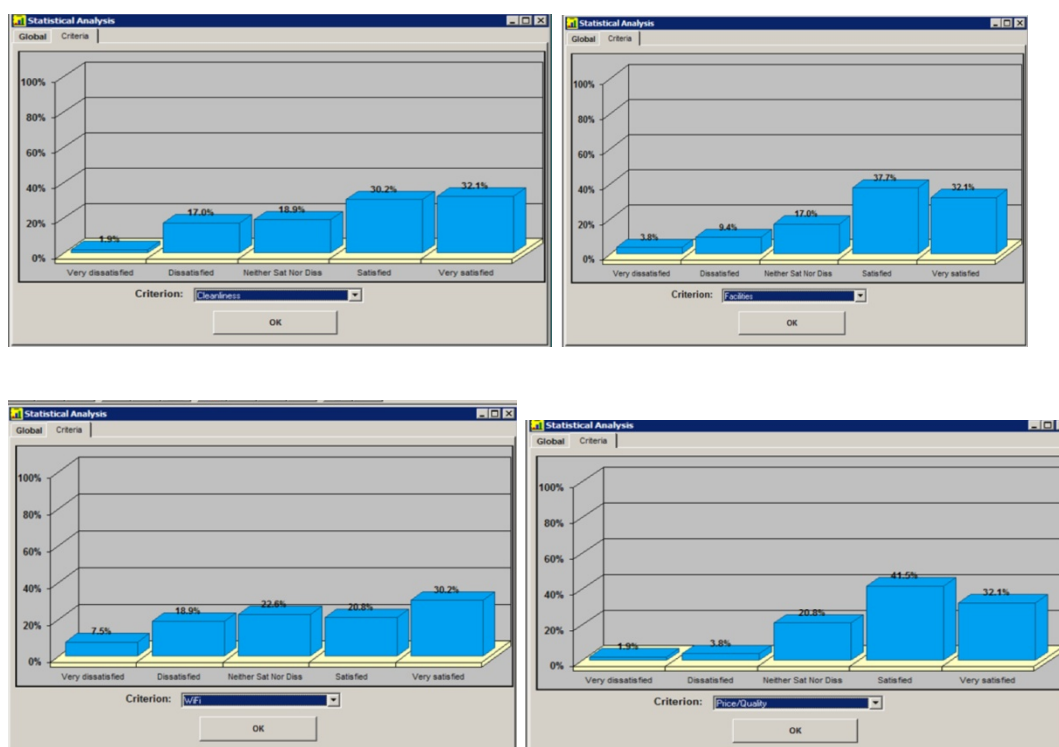 Statistical Analysis
Global Criteria
100%
80%
60%
40%
20%
0%
1.9%
17.0%
18.9%
30.2%
32.1%
Very dissatisfied Dissatisfied Neither Sat Nor Diss Satisfied Very satisfied
Criterion: Cleanliness
OK
Statistical Analysis
Global Criteria
100%
80%
60%
40%
20%
0%
3.8%
9.4%
17.0%
37.7%
32.1%
Very dissatisfied Dissatisfied Neither Sat Nor Diss Satisfied Very satisfied
Criterion: Facilities
OK
Statistical Analysis
Global Criteria
100%
80%
60%
40%
20%
0%
7.5%
18.9%
22.6%
20.8%
30.2%
Very dissatisfied Dissatisfied Neither Sat Nor Diss Satisfied Very satisfied
Criterion: WiFi
OK
Statistical Analysis
Global Criteria
100%
80%
60%
40%
20%
0%
1.9%
3.8%
20.8%
41.5%
32.1%
Very dissatisfied Dissatisfied Neither Sat Nor Diss Satisfied Very satisfied
Criterion: Price/Quality
OK